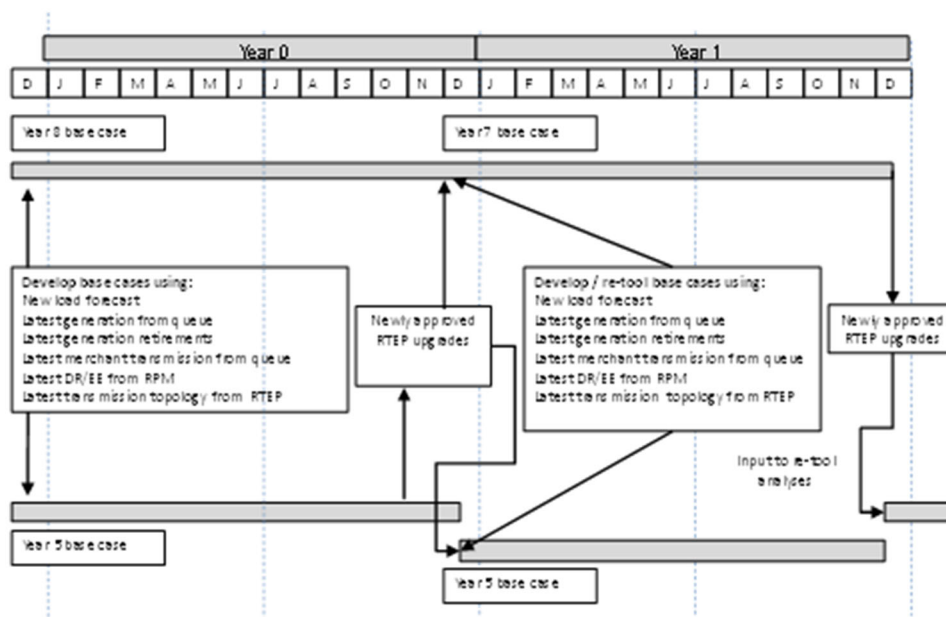 Year 0 Year 1
D J F M A M J J A S O N D J F M A M J J A S O N D
Year 8 base case
Year 7 base case
Develop base cases using:
New load forecast
Latest generation from queue
Latest generation retirements
Latest merchant transmission from queue
Latest DR/EE from RPM
Latest transmission topology from RTEP
Newly approved
RTEP upgrades
Develop / re-tool base cases using:
New load forecast
Latest generation from queue
Latest generation retirements
Latest merchant transmission from queue
Latest DR/EE from RPM
Latest transmission topology from RTEP
Newly approved
RTEP upgrades
Input to re-tool
analyses
Year 5 base case
Year 5 base case